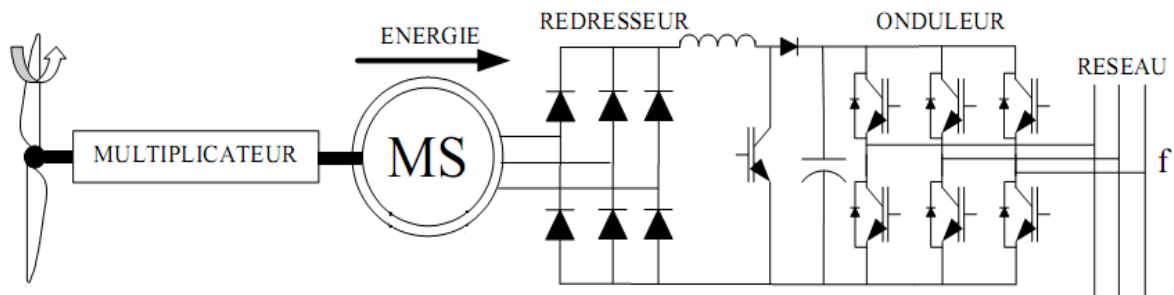 REDRESSEUR
ONDULEUR
ENERGIE
RESEAU
MULTIPLICATEUR
MS
f